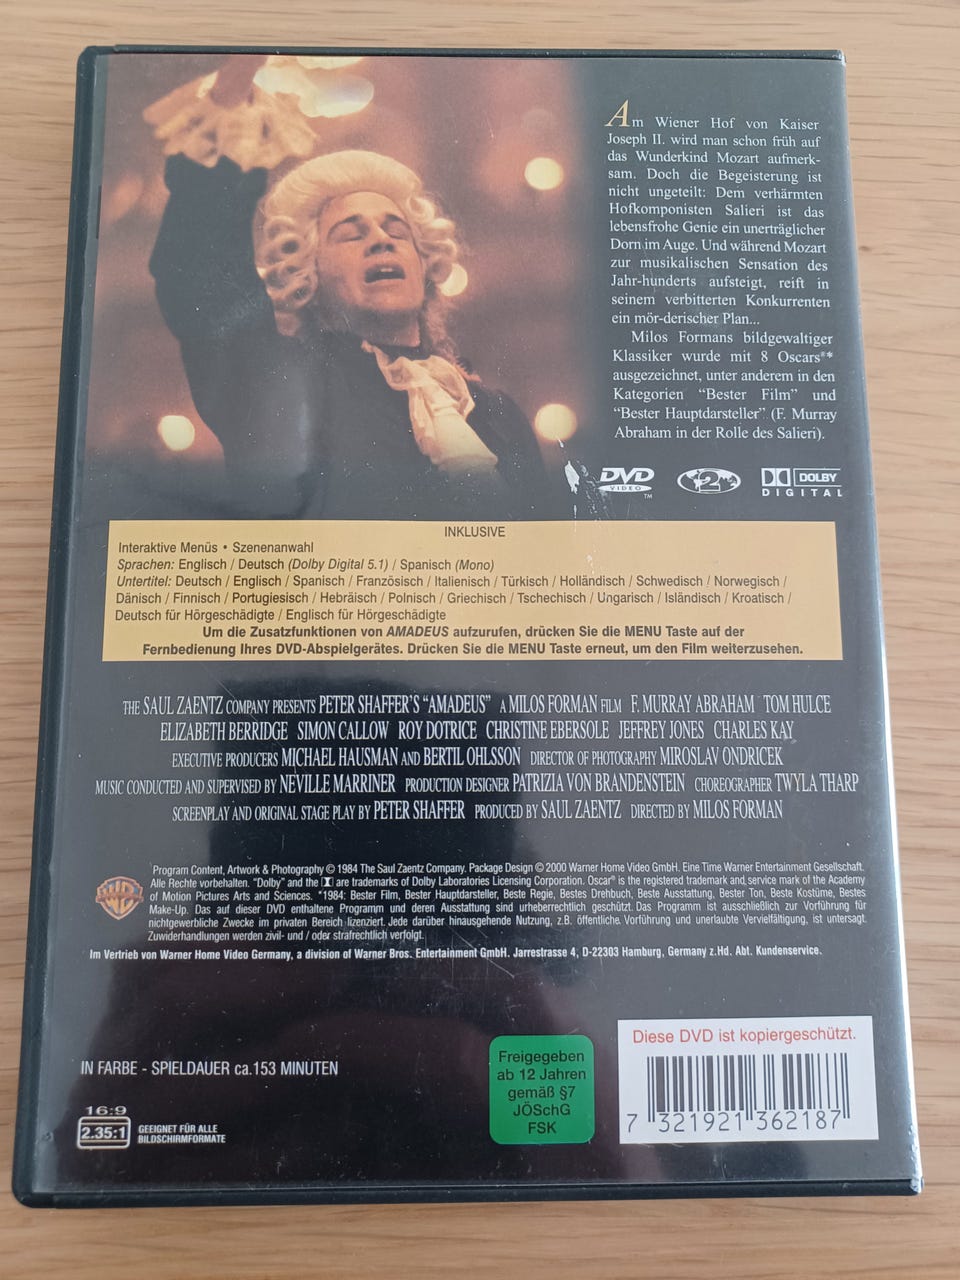 Am Wiener Hof von Kaiser
Joseph II. wird man schon früh auf
das Wunderkind Mozart aufmerk-
sam. Doch die Begeisterung ist
nicht ungeteilt: Dem verhärmten
Hofkomponisten Salieri ist das
lebensfrohe Genie ein unerträglicher
Dorn im Auge. Und während Mozart
zur musikalischen Sensation des
Jahr-hunderts aufsteigt, reift in
seinem verbitterten Konkurrenten
ein mör-derischer Plan...
Milos Formans bildgewaltiger
Klassiker wurde mit 8 Oscars®*
ausgezeichnet, unter anderem in den
Kategorien “Bester Film” und
“Bester Hauptdarsteller” (F. Murray
Abraham in der Rolle des Salieri).
DVD VIDEO ™
2
DOLBY DIGITAL
INKLUSIVE
Interaktive Menüs • Szenenanwahl
Sprachen: Englisch / Deutsch (Dolby Digital 5.1) / Spanisch (Mono)
Untertitel: Deutsch / Englisch / Spanisch / Französisch / Italienisch / Türkisch / Holländisch / Schwedisch / Norwegisch /
Dänisch / Finnisch / Portugiesisch / Hebräisch / Polnisch / Griechisch / Tschechisch / Ungarisch / Isländisch / Kroatisch /
Deutsch für Hörgeschädigte / Englisch für Hörgeschädigte
Um die Zusatzfunktionen von AMADEUS aufzurufen, drücken Sie die MENU Taste auf der
Fernbedienung Ihres DVD-Abspielgerätes. Drücken Sie die MENU Taste erneut, um den Film weiterzusehen.
THE SAUL ZAENTZ COMPANY PRESENTS PETER SHAFFER'S “AMADEUS” A MILOS FORMAN FILM F. MURRAY ABRAHAM TOM HULCE
ELIZABETH BERRIDGE SIMON CALLOW ROY DOTRICE CHRISTINE EBERSOLE JEFFREY JONES CHARLES KAY
EXECUTIVE PRODUCERS MICHAEL HAUSMAN AND BERTIL OHLSSON DIRECTOR OF PHOTOGRAPHY MIROSLAV ONDRICEK
MUSIC CONDUCTED AND SUPERVISED BY NEVILLE MARRINER PRODUCTION DESIGNER PATRIZIA VON BRANDENSTEIN CHOREOGRAPHER TWYLA THARP
SCREENPLAY AND ORIGINAL STAGE PLAY BY PETER SHAFFER PRODUCED BY SAUL ZAENTZ DIRECTED BY MILOS FORMAN
WB
Program Content, Artwork & Photography © 1984 The Saul Zaentz Company. Package Design © 2000 Warner Home Video GmbH. Eine Time Warner Entertainment Gesellschaft.
Alle Rechte vorbehalten. “Dolby” and the are trademarks of Dolby Laboratories Licensing Corporation. Oscar® is the registered trademark and service mark of the Academy
of Motion Pictures Arts and Sciences. *1984: Bester Film, Bester Hauptdarsteller, Beste Regie, Bestes Drehbuch, Beste Ausstattung, Bester Ton, Beste Kostüme, Bestes
Make-Up. Das auf dieser DVD enthaltene Programm und deren Ausstattung sind urheberrechtlich geschützt. Das Programm ist ausschließlich zur Vorführung für
nichtgewerbliche Zwecke im privaten Bereich lizenziert. Jede darüber hinausgehende Nutzung, z.B. öffentliche. Vorführung und unerlaubte Vervielfältigung, ist untersagt.
Zuwiderhandlungen werden zivil- und / oder strafrechtlich verfolgt.
Im Vertrieb von Warner Home Video Germany, a division of Warner Bros. Entertainment GmbH. Jarrestrasse 4, D-22303 Hamburg, Germany z.Hd. Abt. Kundenservice.
Diese DVD ist kopiergeschützt.
7 321921 362187
Freigegeben
ab 12 Jahren
gemäß §7
JÖSchG
FSK
IN FARBE - SPIELDAUER ca.153 MINUTEN
16:9
2.35:1
GEEIGNET FÜR ALLE
BILDSCHIRMFORMATE